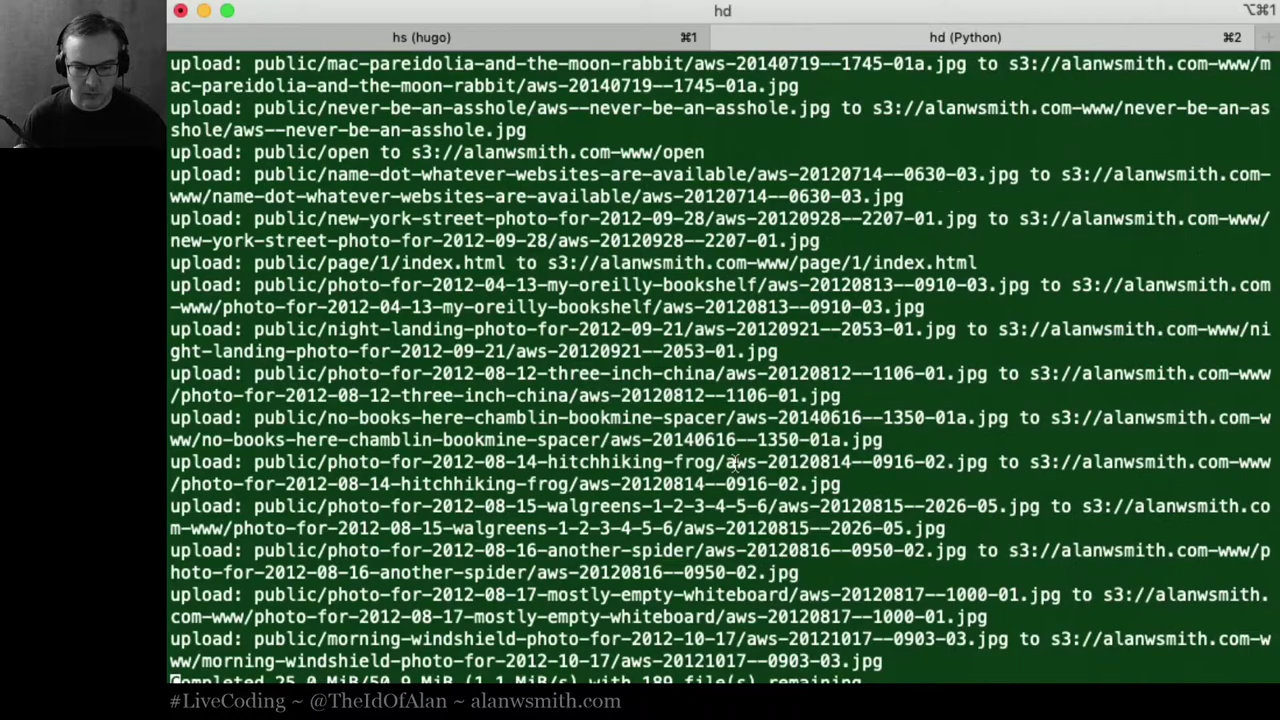 hd
⌥⌘1
hs (hugo)
⌘1
hd (Python)
⌘2
+
upload: public/mac-pareidolia-and-the-moon-rabbit/aws-20140719--1745-01a.jpg to s3://alanwsmith.com-www/m
ac-pareidolia-and-the-moon-rabbit/aws-20140719--1745-01a.jpg
upload: public/never-be-an-asshole/aws--never-be-an-asshole.jpg to s3://alanwsmith.com-www/never-be-an-as
shole/aws--never-be-an-asshole.jpg
upload: public/open to s3://alanwsmith.com-www/open
upload: public/name-dot-whatever-websites-are-available/aws-20120714--0630-03.jpg to s3://alanwsmith.com-
www/name-dot-whatever-websites-are-available/aws-20120714--0630-03.jpg
upload: public/new-york-street-photo-for-2012-09-28/aws-20120928--2207-01.jpg to s3://alanwsmith.com-www/
new-york-street-photo-for-2012-09-28/aws-20120928--2207-01.jpg
upload: public/page/1/index.html to s3://alanwsmith.com-www/page/1/index.html
upload: public/photo-for-2012-04-13-my-oreilly-bookshelf/aws-20120813--0910-03.jpg to s3://alanwsmith.com
-www/photo-for-2012-04-13-my-oreilly-bookshelf/aws-20120813--0910-03.jpg
upload: public/night-landing-photo-for-2012-09-21/aws-20120921--2053-01.jpg to s3://alanwsmith.com-www/ni
ght-landing-photo-for-2012-09-21/aws-20120921--2053-01.jpg
upload: public/photo-for-2012-08-12-three-inch-china/aws-20120812--1106-01.jpg to s3://alanwsmith.com-www
/photo-for-2012-08-12-three-inch-china/aws-20120812--1106-01.jpg
upload: public/no-books-here-chamblin-bookmine-spacer/aws-20140616--1350-01a.jpg to s3://alanwsmith.com-w
ww/no-books-here-chamblin-bookmine-spacer/aws-20140616--1350-01a.jpg
upload: public/photo-for-2012-08-14-hitchhiking-frog/aws-20120814--0916-02.jpg to s3://alanwsmith.com-www
/photo-for-2012-08-14-hitchhiking-frog/aws-20120814--0916-02.jpg
upload: public/photo-for-2012-08-15-walgreens-1-2-3-4-5-6/aws-20120815--2026-05.jpg to s3://alanwsmith.co
m-www/photo-for-2012-08-15-walgreens-1-2-3-4-5-6/aws-20120815--2026-05.jpg
upload: public/photo-for-2012-08-16-another-spider/aws-20120816--0950-02.jpg to s3://alanwsmith.com-www/p
hoto-for-2012-08-16-another-spider/aws-20120816--0950-02.jpg
upload: public/photo-for-2012-08-17-mostly-empty-whiteboard/aws-20120817--1000-01.jpg to s3://alanwsmith.
com-www/photo-for-2012-08-17-mostly-empty-whiteboard/aws-20120817--1000-01.jpg
upload: public/morning-windshield-photo-for-2012-10-17/aws-20121017--0903-03.jpg to s3://alanwsmith.com-w
ww/morning-windshield-photo-for-2012-10-17/aws-20121017--0903-03.jpg
Completed 25.0 MiB/50.9 MiB (1.1 MiB/s) with 189 file(s) remaining
#LiveCoding ~ @TheIdOfAlan ~ alanwsmith.com